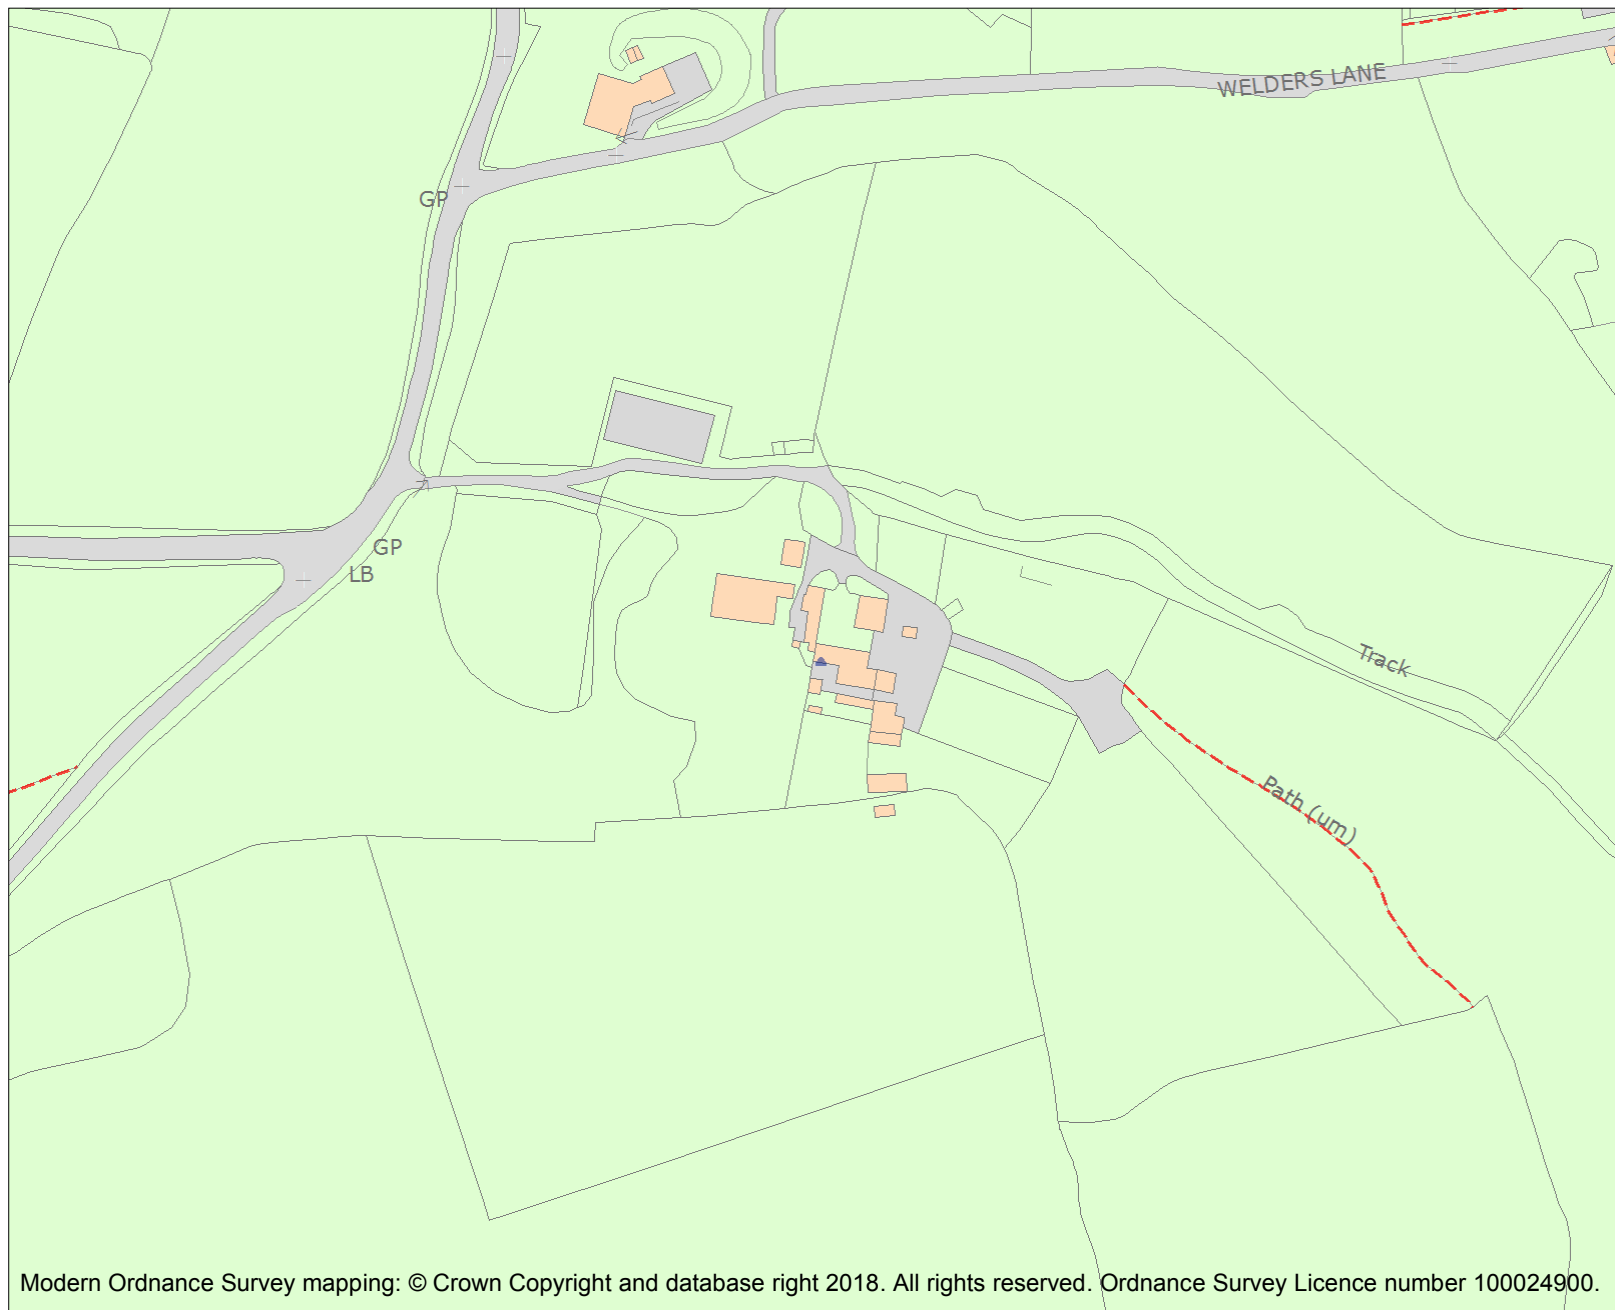 WELDERS LANE
GP
GP
LB
Track
Path (um)
Modern Ordnance Survey mapping: © Crown Copyright and database right 2018. All rights reserved. Ordnance Survey Licence number 100024900.